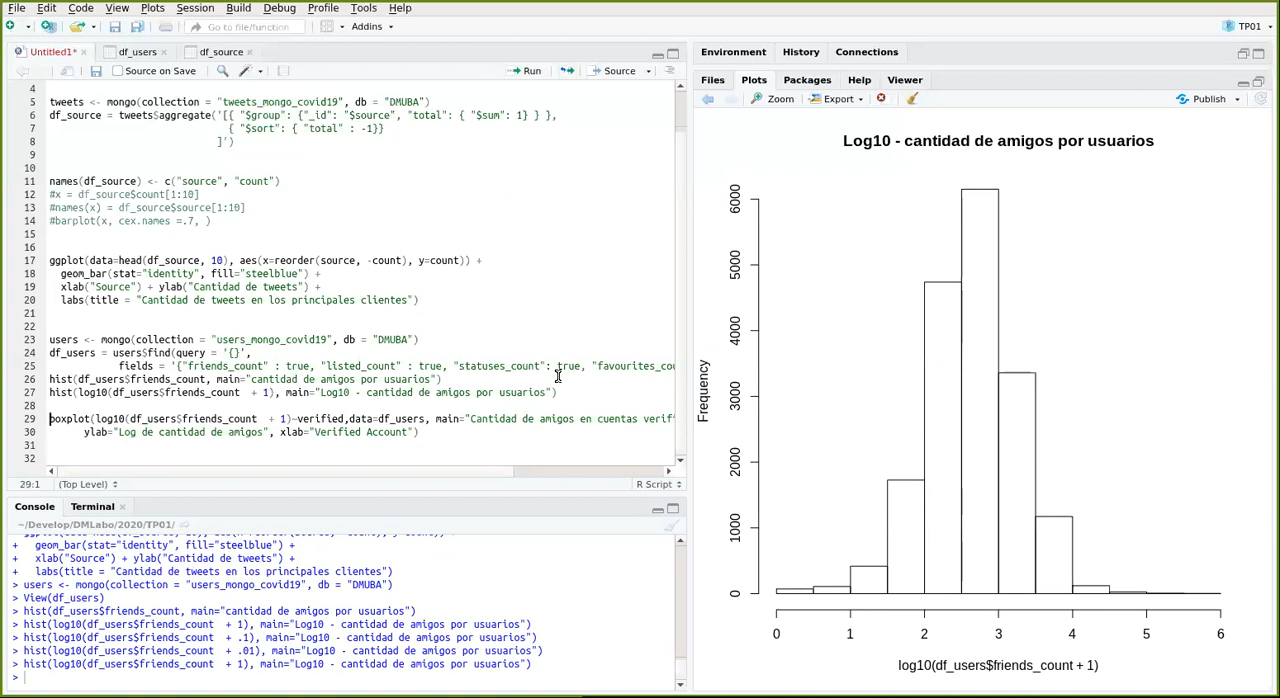 File Edit Code View Plots Session Build Debug Profile Tools Help
Go to file/function Addins TP01
Untitled1* df_users df_source
Source on Save Run Source
4
5 tweets <- mongo(collection = "tweets_mongo_covid19", db = "DMUBA")
6 df_source = tweets$aggregate('[{ "$group": {"_id": "$source", "total": { "$sum": 1} } },
7 { "$sort": { "total" : -1}}
8 ]')
9
10
11 names(df_source) <- c("source", "count")
12 #x = df_source$count[1:10]
13 #names(x) = df_source$source[1:10]
14 #barplot(x, cex.names =.7, )
15
16
17 ggplot(data=head(df_source, 10), aes(x=reorder(source, -count), y=count)) +
18 geom_bar(stat="identity", fill="steelblue") +
19 xlab("Source") + ylab("Cantidad de tweets") +
20 labs(title = "Cantidad de tweets en los principales clientes")
21
22
23 users <- mongo(collection = "users_mongo_covid19", db = "DMUBA")
24 df_users = users$find(query = '{}',
25 fields = '{"friends_count" : true, "listed_count" : true, "statuses_count": true, "favourites_cou
26 hist(df_users$friends_count, main="cantidad de amigos por usuarios")
27 hist(log10(df_users$friends_count + 1), main="Log10 - cantidad de amigos por usuarios")
28
29 boxplot(log10(df_users$friends_count + 1)~verified,data=df_users, main="Cantidad de amigos en cuentas verif
30 ylab="Log de cantidad de amigos", xlab="Verified Account")
31
32
29:1 (Top Level) R Script
Console Terminal
~/Develop/DMLabo/2020/TP01/
+ geom_bar(stat="identity", fill="steelblue") +
+ xlab("Source") + ylab("Cantidad de tweets") +
+ labs(title = "Cantidad de tweets en los principales clientes")
> users <- mongo(collection = "users_mongo_covid19", db = "DMUBA")
> View(df_users)
> hist(df_users$friends_count, main="cantidad de amigos por usuarios")
> hist(log10(df_users$friends_count + 1), main="Log10 - cantidad de amigos por usuarios")
> hist(log10(df_users$friends_count + .1), main="Log10 - cantidad de amigos por usuarios")
> hist(log10(df_users$friends_count + .01), main="Log10 - cantidad de amigos por usuarios")
> hist(log10(df_users$friends_count + 1), main="Log10 - cantidad de amigos por usuarios")
>
Environment History Connections
Files Plots Packages Help Viewer
Zoom Export Publish
Log10 - cantidad de amigos por usuarios
Frequency
6000
5000
4000
3000
2000
1000
0
0 1 2 3 4 5 6
log10(df_users$friends_count + 1)